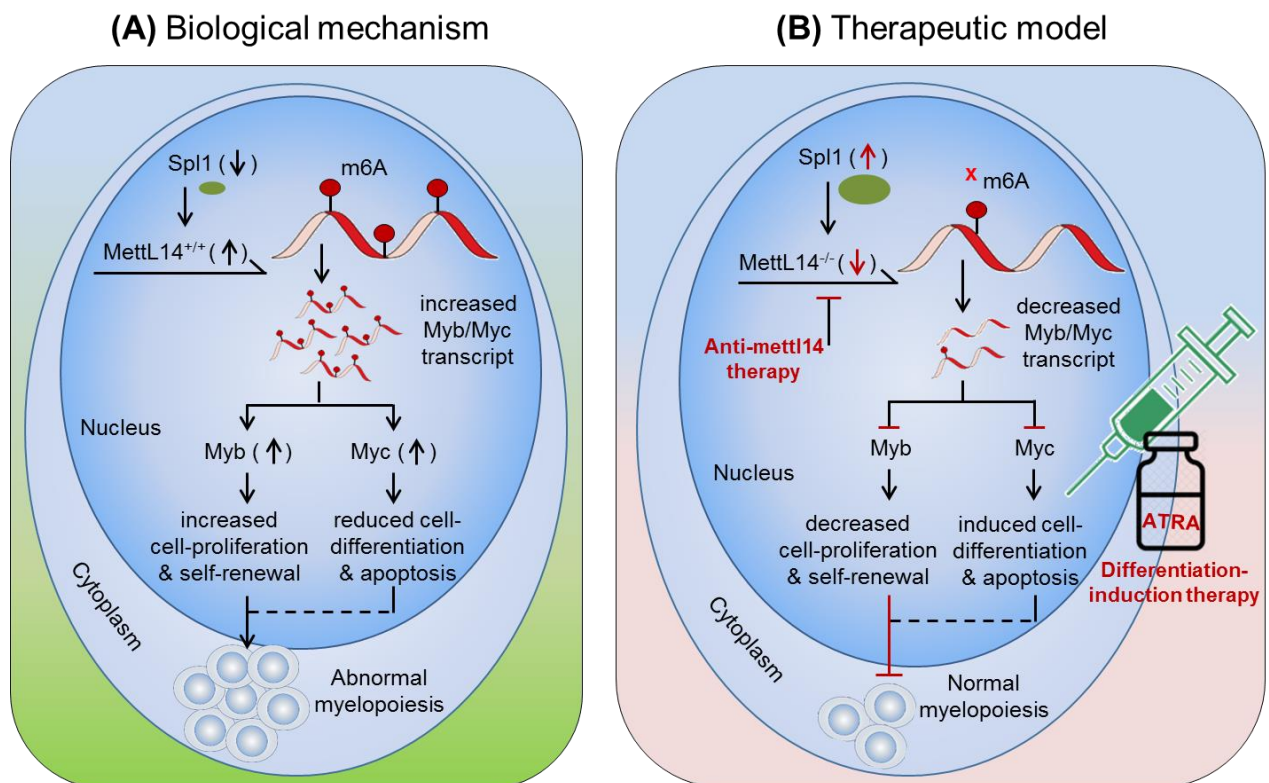 (A) Biological mechanism
Spl1 (↓)
m6A
MettL14+/+ (↑)
increased
Myb/Myc
transcript
Nucleus
Myb (↑)
Myc (↑)
increased
cell-proliferation
& self-renewal
reduced cell-
differentiation
& apoptosis
Cytoplasm
Abnormal
myelopoiesis
(B) Therapeutic model
Spl1 (↑)
x m6A
MettL14-/- (↓)
Anti-mettl14
therapy
decreased
Myb/Myc
transcript
Myb
Myc
Nucleus
decreased
cell-proliferation
& self-renewal
induced cell-
differentiation
& apoptosis
ATRA
Differentiation-
induction therapy
Cytoplasm
Normal
myelopoiesis